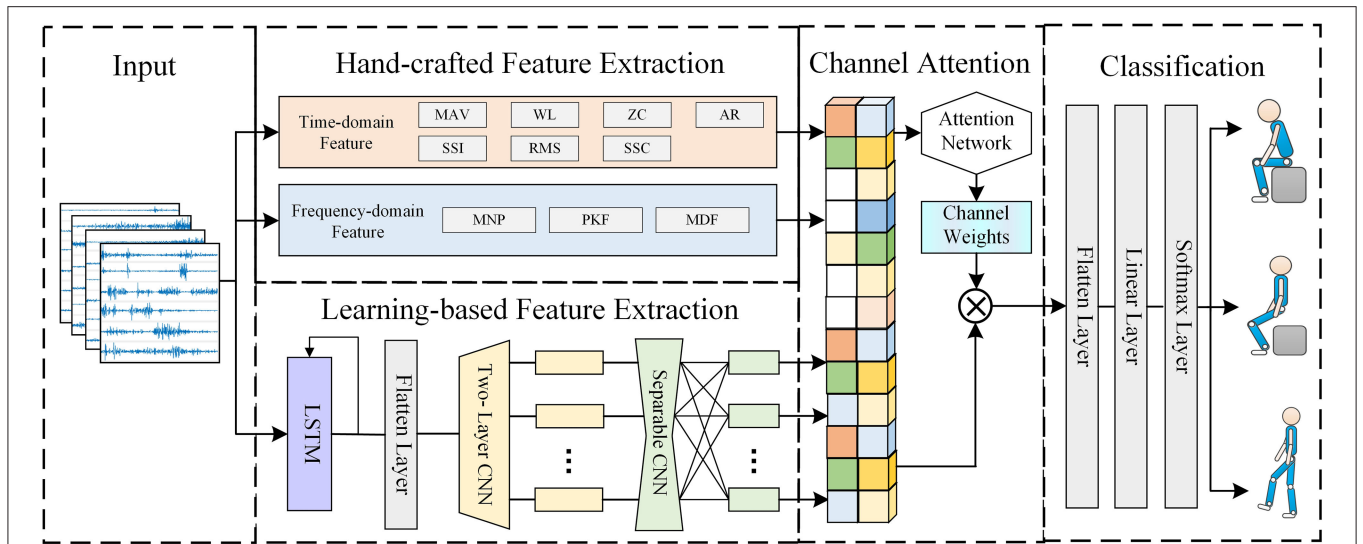 Input
Hand-crafted Feature Extraction
Time-domain
Feature
MAV
WL
ZC
AR
SSI
RMS
SSC
Frequency-domain
Feature
MNP
PKF
MDF
Learning-based Feature Extraction
LSTM
Flatten Layer
Two- Layer CNN
...
Separable CNN
...
Channel Attention
Attention
Network
Channel
Weights
Classification
Flatten Layer
Linear Layer
Softmax Layer